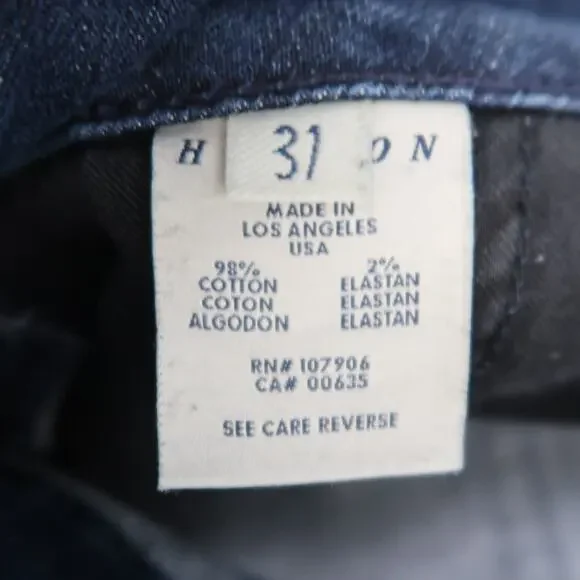 H 31 O N
MADE IN
LOS ANGELES
USA
98% 2%
COTTON ELASTAN
COTON ELASTAN
ALGODON ELASTAN
RN# 107906
CA# 00635
SEE CARE REVERSE